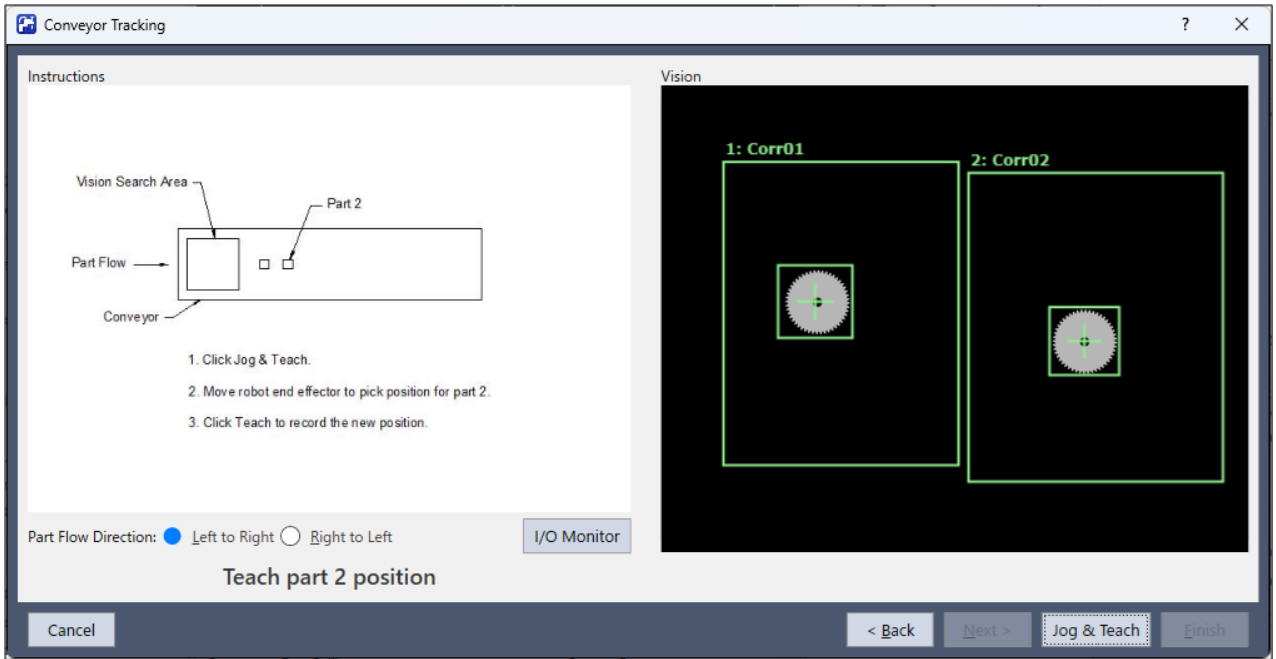 Conveyor Tracking
?
Instructions
Vision
Vision Search Area
Part 2
Part Flow
Conveyor
1. Click Jog & Teach.
2. Move robot end effector to pick position for part 2.
3. Click Teach to record the new position.
1: Corr01
2: Corr02
Part Flow Direction: Left to Right Right to Left
I/O Monitor
Teach part 2 position
Cancel
< Back
Next >
Jog & Teach
Finish